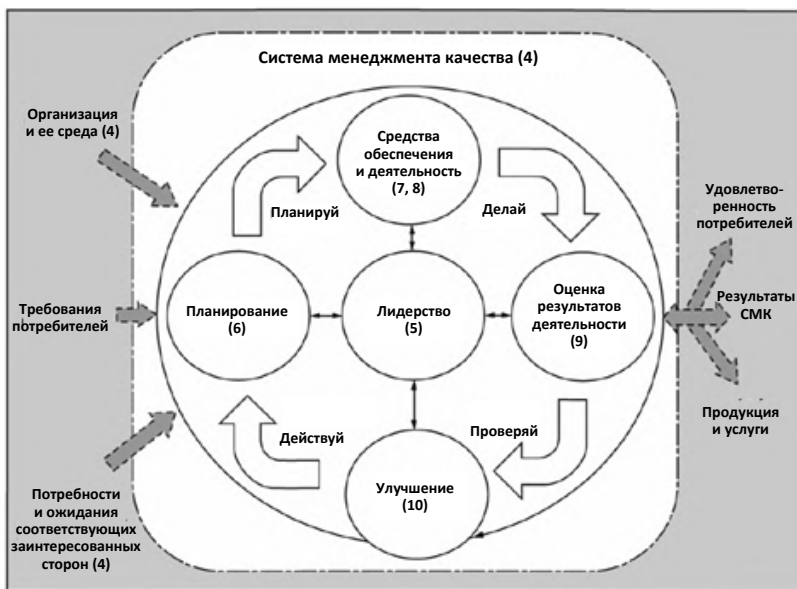 Система менеджмента качества (4)
Организация
и ее среда (4)
Средства
обеспечения
и деятельность
(7, 8)
Планируй
Делай
Удовлетво-
ренность
потребителей
Требования
потребителей
Планирование
(6)
Лидерство
(5)
Оценка
результатов
деятельности
(9)
Результаты
СМК
Действуй
Проверяй
Продукция
и услуги
Улучшение
(10)
Потребности
и ожидания
соответствующих
заинтересованных
сторон (4)